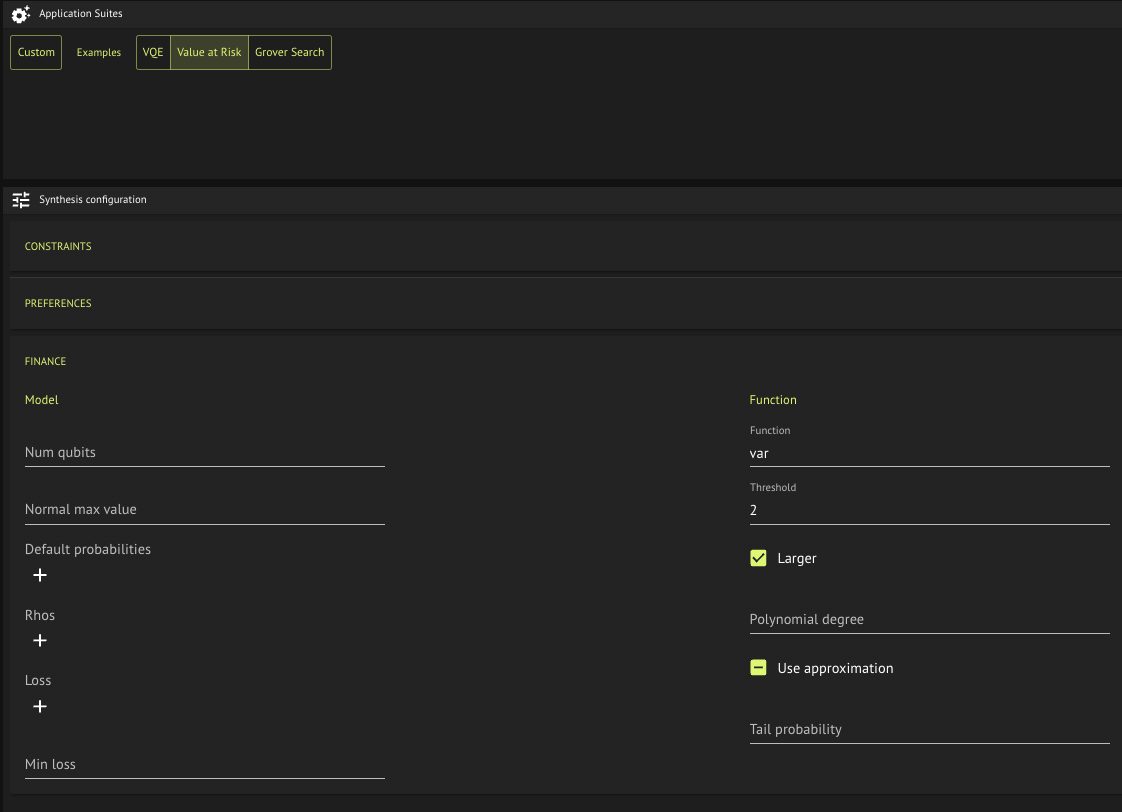 Application Suites
Custom
Examples
VQE
Value at Risk
Grover Search
Synthesis configuration
CONSTRAINTS
PREFERENCES
FINANCE
Model
Num qubits
Normal max value
Default probabilities
Rhos
Loss
Min loss
Function
Function
var
Threshold
2
Larger
Polynomial degree
Use approximation
Tail probability